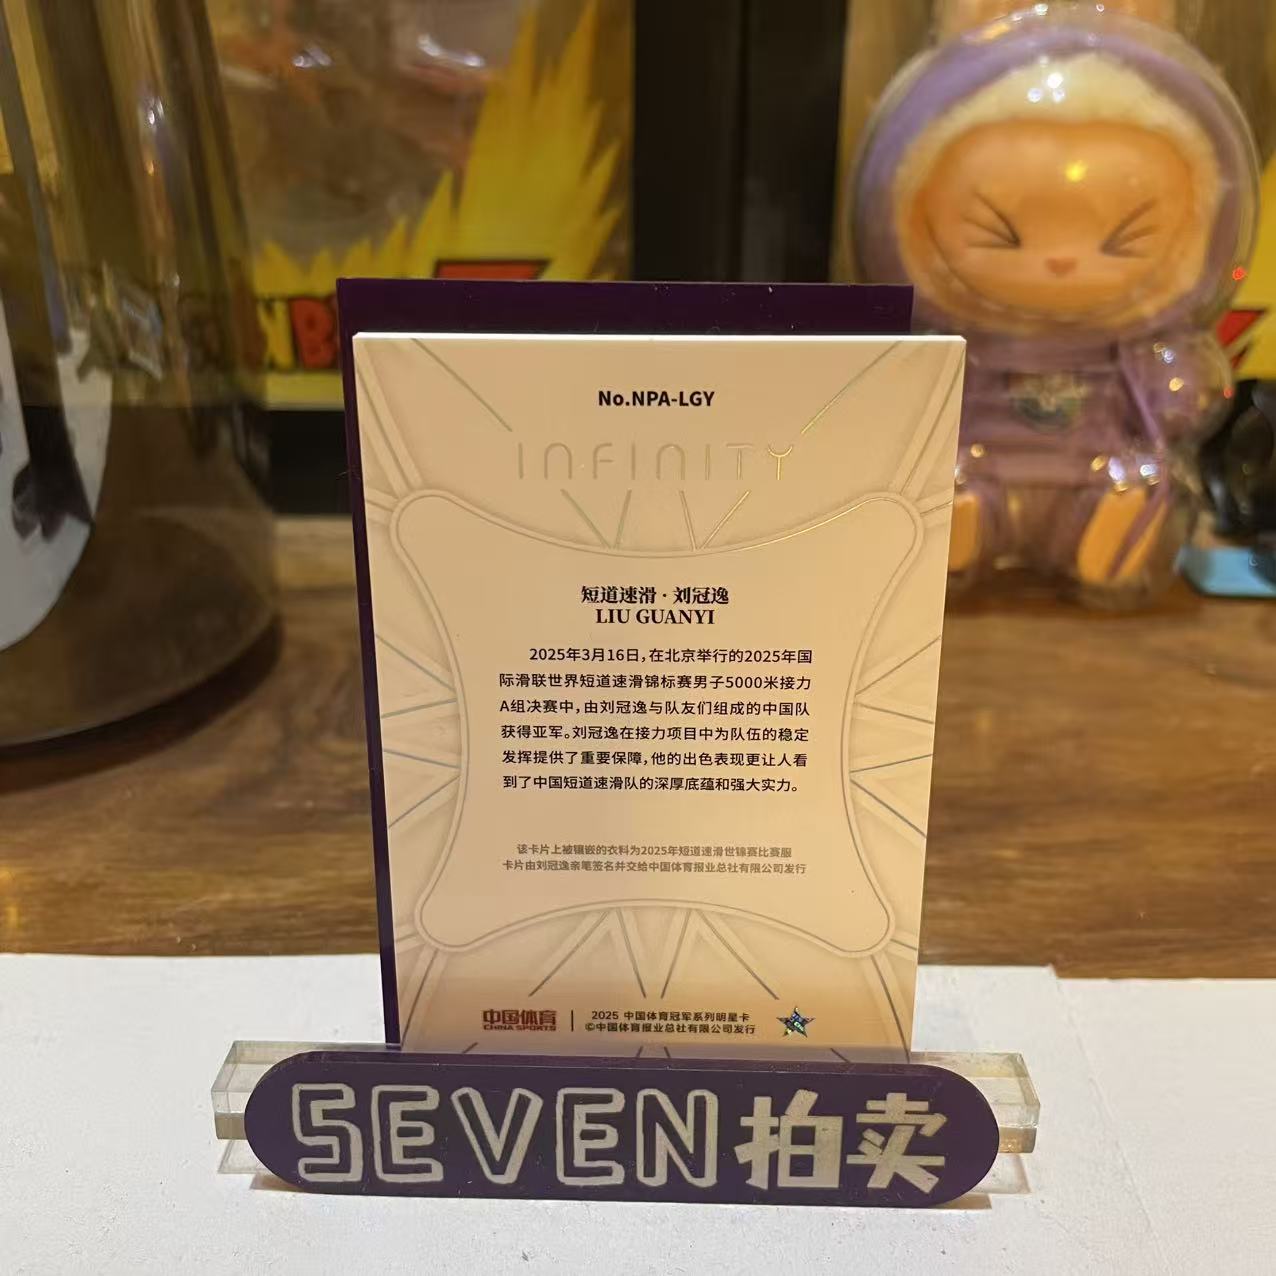 No.NPA-LGY
INFINITY
短道速滑·刘冠逸
LIU GUANYI
2025年3月16日,在北京举行的2025年国
际滑联世界短道速滑锦标赛男子5000米接力
A组决赛中,由刘冠逸与队友们组成的中国队
获得亚军。刘冠逸在接力项目中为队伍的稳定
发挥提供了重要保障,他的出色表现更让人看
到了中国短道速滑队的深厚底蕴和强大实力。
该卡片上被镶嵌的衣料为2025年短道速滑世锦赛比赛服
卡片由刘冠逸亲笔签名并交给中国体育报业总社有限公司发行
中国体育
CHINA SPORTS
2025 中国体育冠军系列明星卡
©中国体育报业总社有限公司发行
SEVEN拍卖